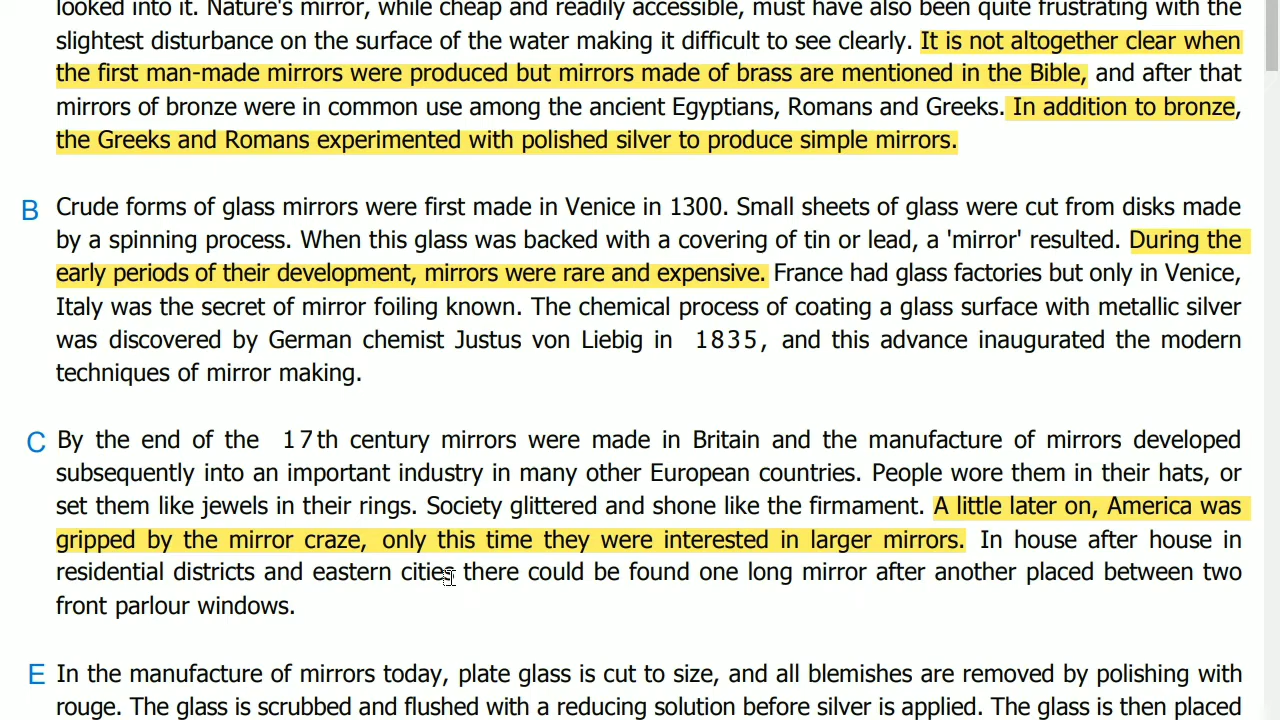 looked into it. Nature's mirror, while cheap and readily accessible, must have also been quite frustrating with the
slightest disturbance on the surface of the water making it difficult to see clearly. It is not altogether clear when
the first man-made mirrors were produced but mirrors made of brass are mentioned in the Bible, and after that
mirrors of bronze were in common use among the ancient Egyptians, Romans and Greeks. In addition to bronze,
the Greeks and Romans experimented with polished silver to produce simple mirrors.
B Crude forms of glass mirrors were first made in Venice in 1300. Small sheets of glass were cut from disks made
by a spinning process. When this glass was backed with a covering of tin or lead, a 'mirror' resulted. During the
early periods of their development, mirrors were rare and expensive. France had glass factories but only in Venice,
Italy was the secret of mirror foiling known. The chemical process of coating a glass surface with metallic silver
was discovered by German chemist Justus von Liebig in 1835, and this advance inaugurated the modern
techniques of mirror making.
C By the end of the 17th century mirrors were made in Britain and the manufacture of mirrors developed
subsequently into an important industry in many other European countries. People wore them in their hats, or
set them like jewels in their rings. Society glittered and shone like the firmament. A little later on, America was
gripped by the mirror craze, only this time they were interested in larger mirrors. In house after house in
residential districts and eastern cities there could be found one long mirror after another placed between two
front parlour windows.
E In the manufacture of mirrors today, plate glass is cut to size, and all blemishes are removed by polishing with
rouge. The glass is scrubbed and flushed with a reducing solution before silver is applied. The glass is then placed